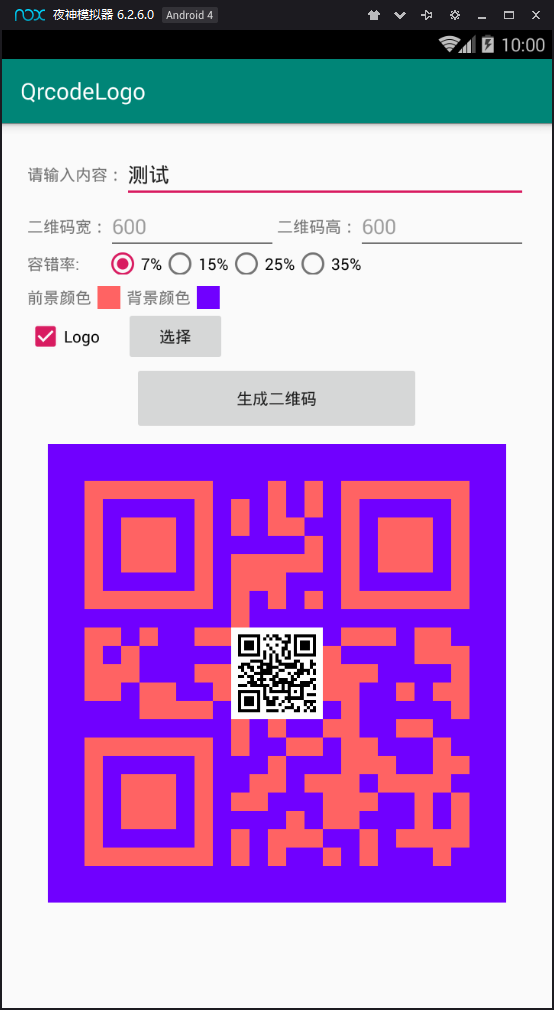 nox 夜神模拟器 6.2.6.0 Android 4
10:00
QrcodeLogo
请输入内容： 测试
二维码宽： 600 二维码高： 600
容错率: 7% 15% 25% 35%
前景颜色 背景颜色
Logo 选择
生成二维码